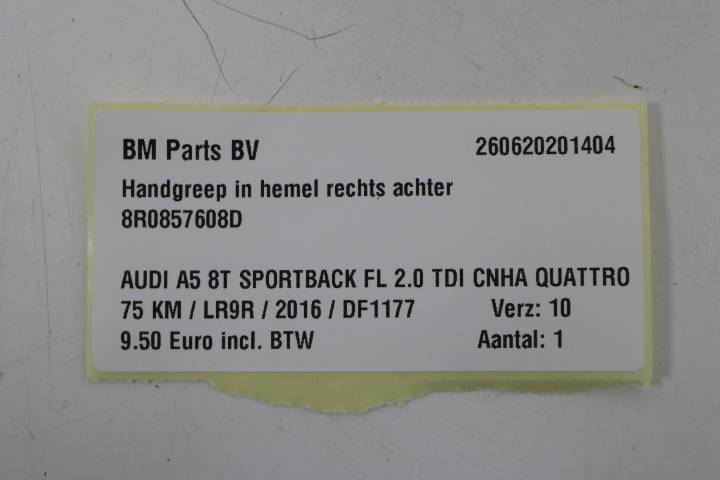 BM Parts BV 260620201404
Handgreep in hemel rechts achter
8R0857608D
AUDI A5 8T SPORTBACK FL 2.0 TDI CNHA QUATTRO
75 KM / LR9R / 2016 / DF1177 Verz: 10
9.50 Euro incl. BTW Aantal: 1